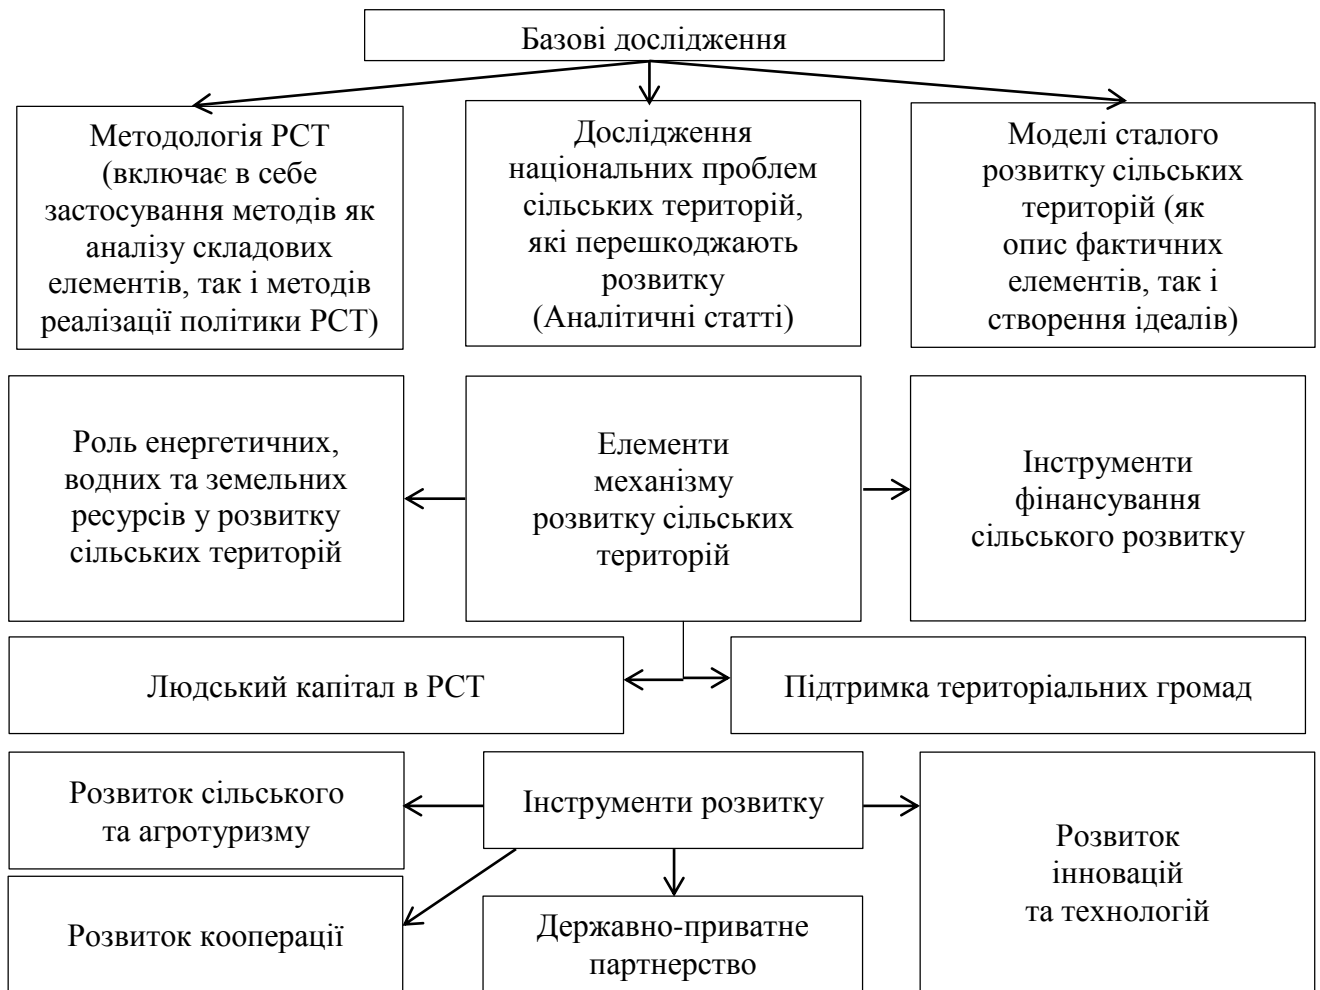 Базові дослідження
Методологія РСТ
(включає в себе
застосування методів як
аналізу складових
елементів, так і методів
реалізації політики РСТ)
Дослідження
національних проблем
сільських територій,
які перешкоджають
розвитку
(Аналітичні статті)
Моделі сталого
розвитку сільських
територій (як
опис фактичних
елементів, так і
створення ідеалів)
Роль енергетичних,
водних та земельних
ресурсів у розвитку
сільських територій
Елементи
механізму
розвитку сільських
територій
Інструменти
фінансування
сільського розвитку
Людський капітал в РСТ
Підтримка територіальних громад
Розвиток сільського
та агротуризму
Інструменти розвитку
Розвиток
інновацій
та технологій
Розвиток кооперації
Державно-приватне
партнерство